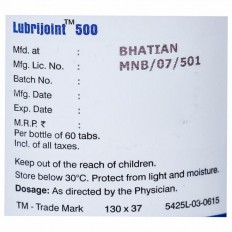 Lubrijoint™ 500
Mfd. at : BHATIAN
Mfg. Lic. No. : MNB/07/501
Batch No. :
Mfg. Date :
Exp. Date :
M.R.P. ₹ :
Per bottle of 60 tabs.
Incl. of all taxes.
Keep out of the reach of children.
Store below 30°C. Protect from light and moisture.
Dosage: As directed by the Physician.
TM - Trade Mark 130 x 37 5425L-03-0615